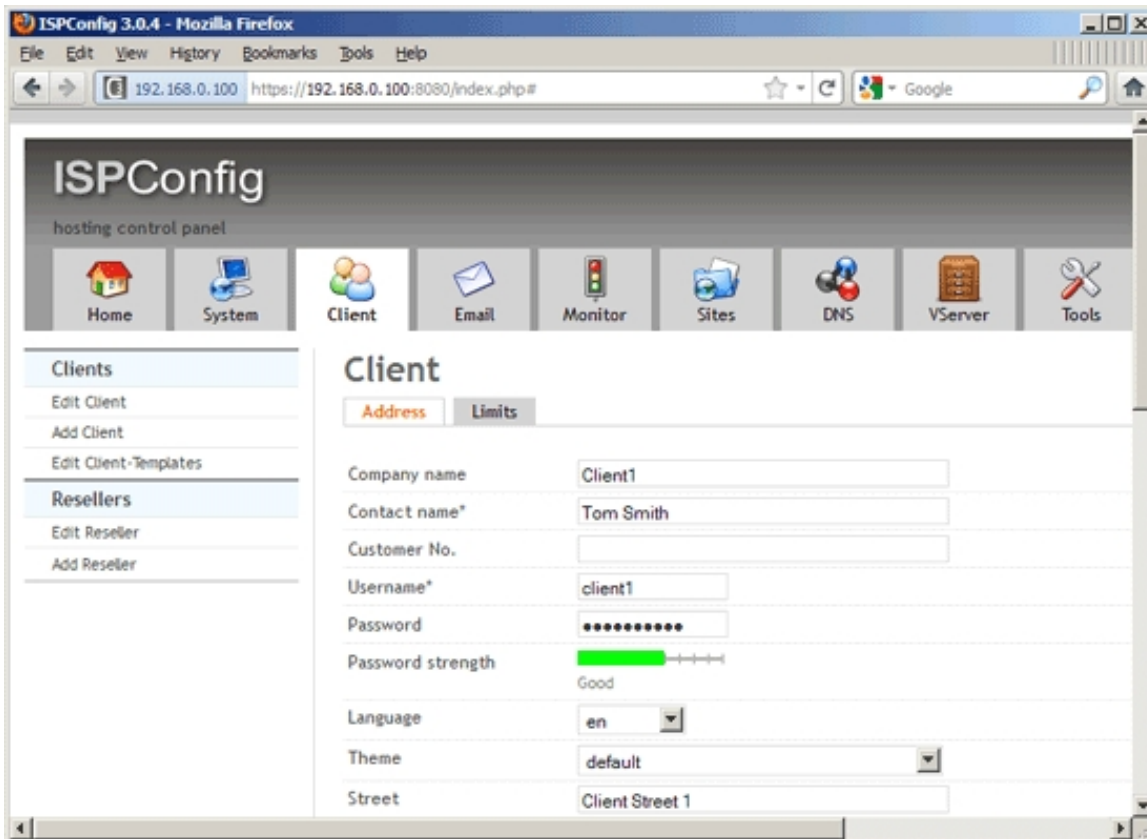 ISPConfig 3.0.4 - Mozilla Firefox
File Edit View History Bookmarks Tools Help
192.168.0.100 https://192.168.0.100:8080/index.php# Google
ISPConfig
hosting control panel
Home System Client Email Monitor Sites DNS VServer Tools
Clients
Edit Client
Add Client
Edit Client-Templates
Resellers
Edit Reseller
Add Reseller
Client
Address Limits
Company name Client1
Contact name* Tom Smith
Customer No.
Username* client1
Password ●●●●●●●●●●
Password strength
Good
Language en
Theme default
Street Client Street 1